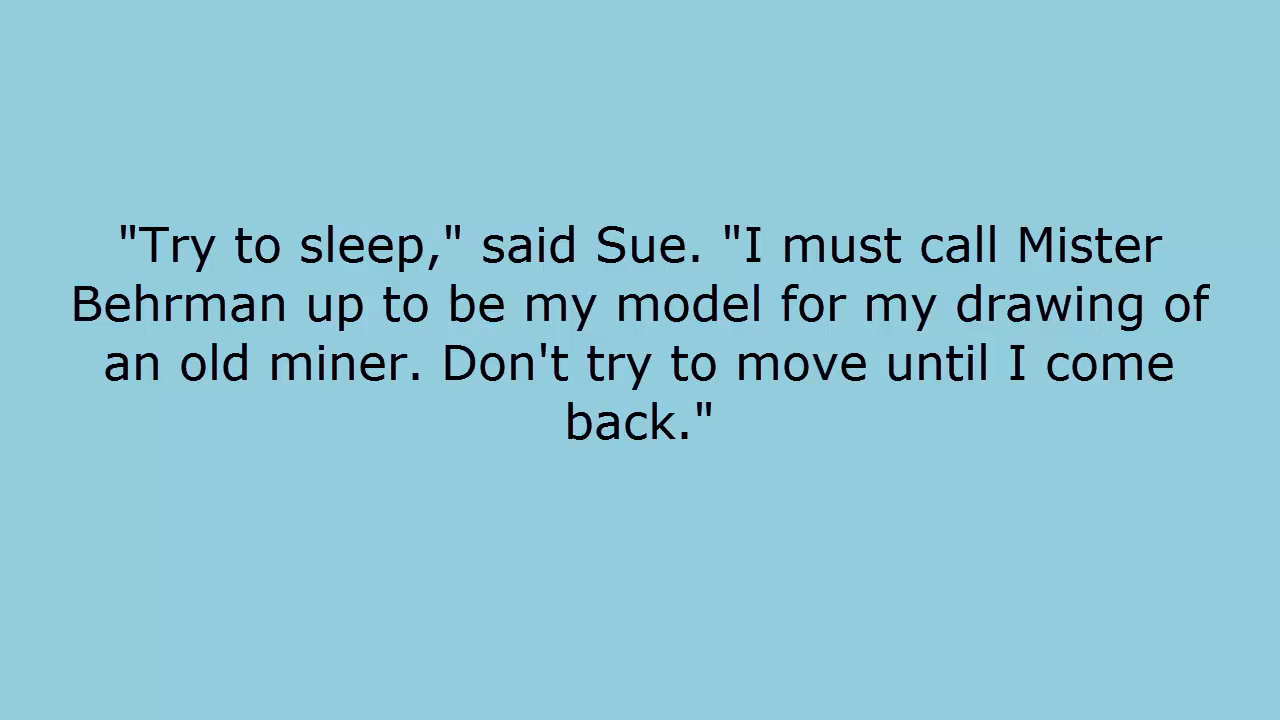 "Try to sleep," said Sue. "I must call Mister
Behrman up to be my model for my drawing of
an old miner. Don't try to move until I come
back."